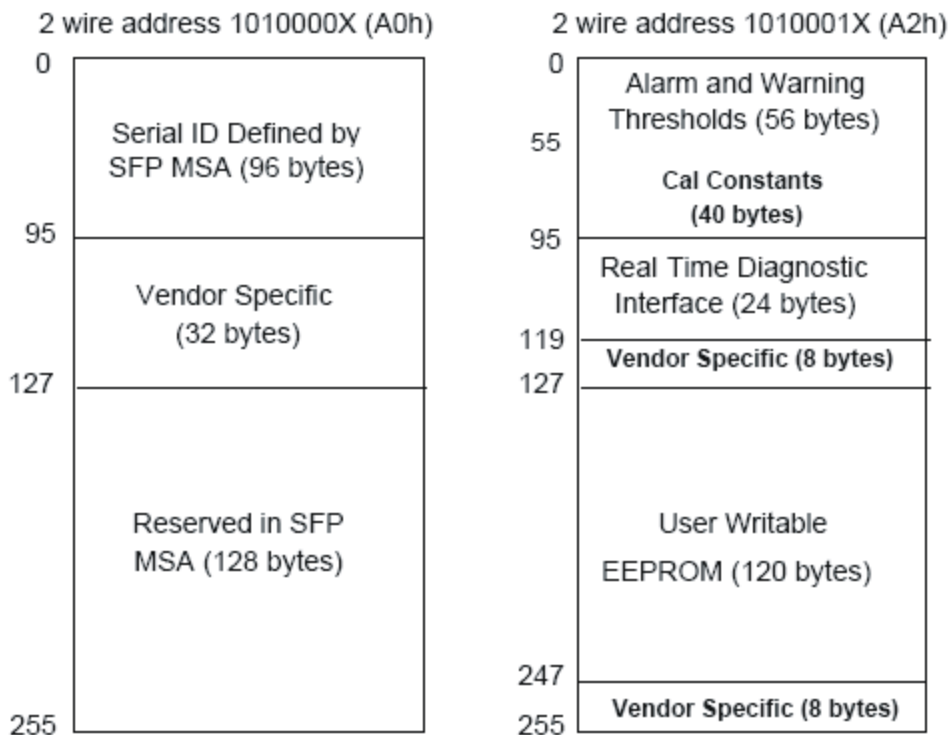 2 wire address 1010000X (A0h)
0
Serial ID Defined by
SFP MSA (96 bytes)
95
Vendor Specific
(32 bytes)
127
Reserved in SFP
MSA (128 bytes)
255
2 wire address 1010001X (A2h)
0
Alarm and Warning
Thresholds (56 bytes)
55
Cal Constants
(40 bytes)
95
Real Time Diagnostic
Interface (24 bytes)
119
Vendor Specific (8 bytes)
127
User Writable
EEPROM (120 bytes)
247
Vendor Specific (8 bytes)
255